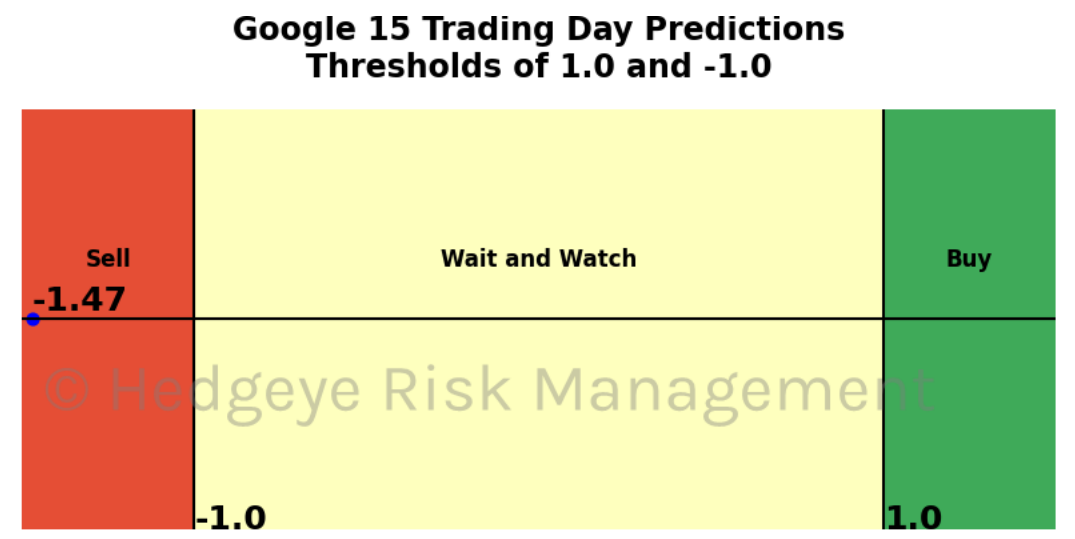 Google 15 Trading Day Predictions
Thresholds of 1.0 and -1.0
Sell
Wait and Watch
Buy
-1.47
© Hedgeye Risk Management
-1.0
1.0